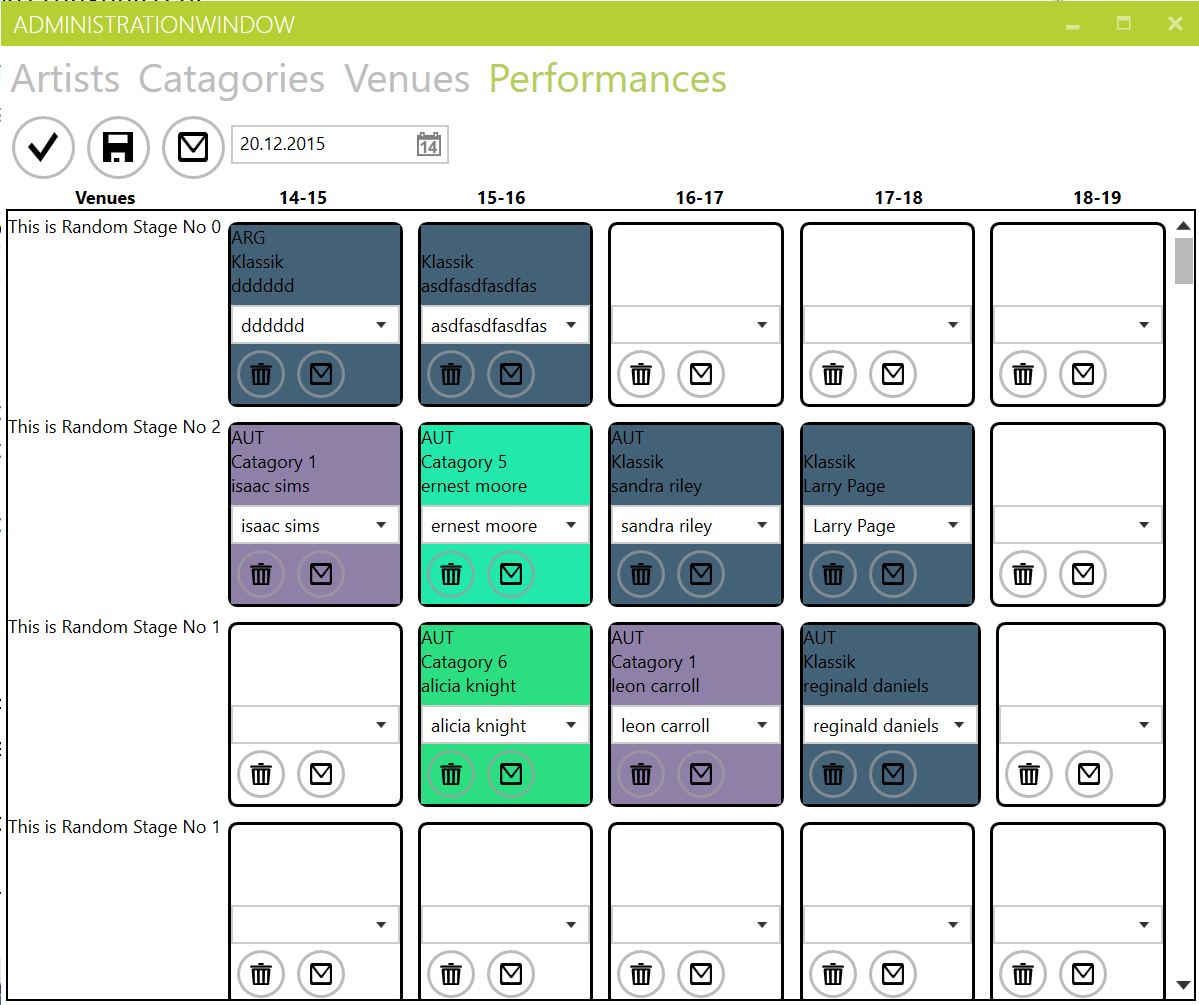 ADMINISTRATIONWINDOW
Artists Catagories Venues Performances
20.12.2015 14
Venues 14-15 15-16 16-17 17-18 18-19
This is Random Stage No 0
ARG
Klassik
dddddd
dddddd
Klassik
asdfasdfasdfas
asdfasdfasdfas
This is Random Stage No 2
AUT
Catagory 1
isaac sims
isaac sims
AUT
Catagory 5
ernest moore
ernest moore
AUT
Klassik
sandra riley
sandra riley
Klassik
Larry Page
Larry Page
This is Random Stage No 1
AUT
Catagory 6
alicia knight
alicia knight
AUT
Catagory 1
leon carroll
leon carroll
AUT
Klassik
reginald daniels
reginald daniels
This is Random Stage No 1